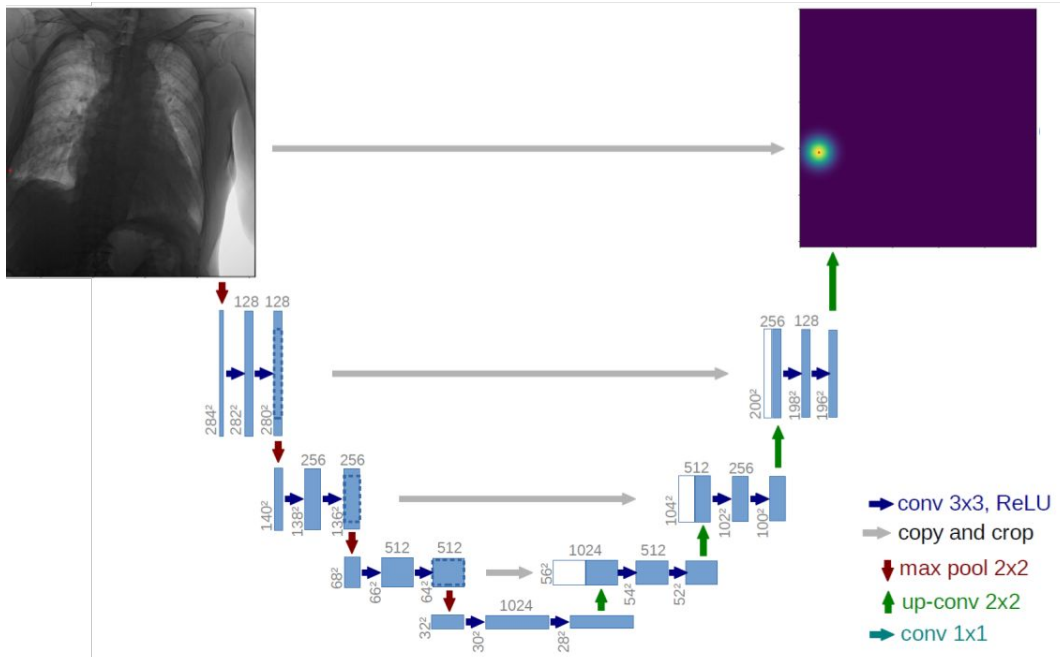 128 128
284² 282² 280²
256 256
140² 138² 136²
512 512
68² 66² 64²
1024
32² 30² 28²
1024 512
56² 54² 52²
512 256
104² 102² 100²
256 128
200² 198² 196²
conv 3x3, ReLU
copy and crop
max pool 2x2
up-conv 2x2
conv 1x1